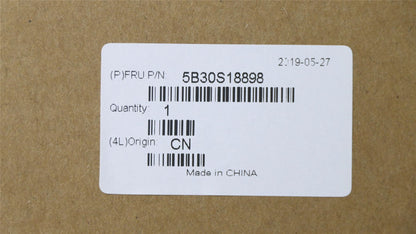 2019-05-27
(P)FRU P/N: 5B30S18898
Quantity: 1
(4L)Origin: CN
Made in CHINA